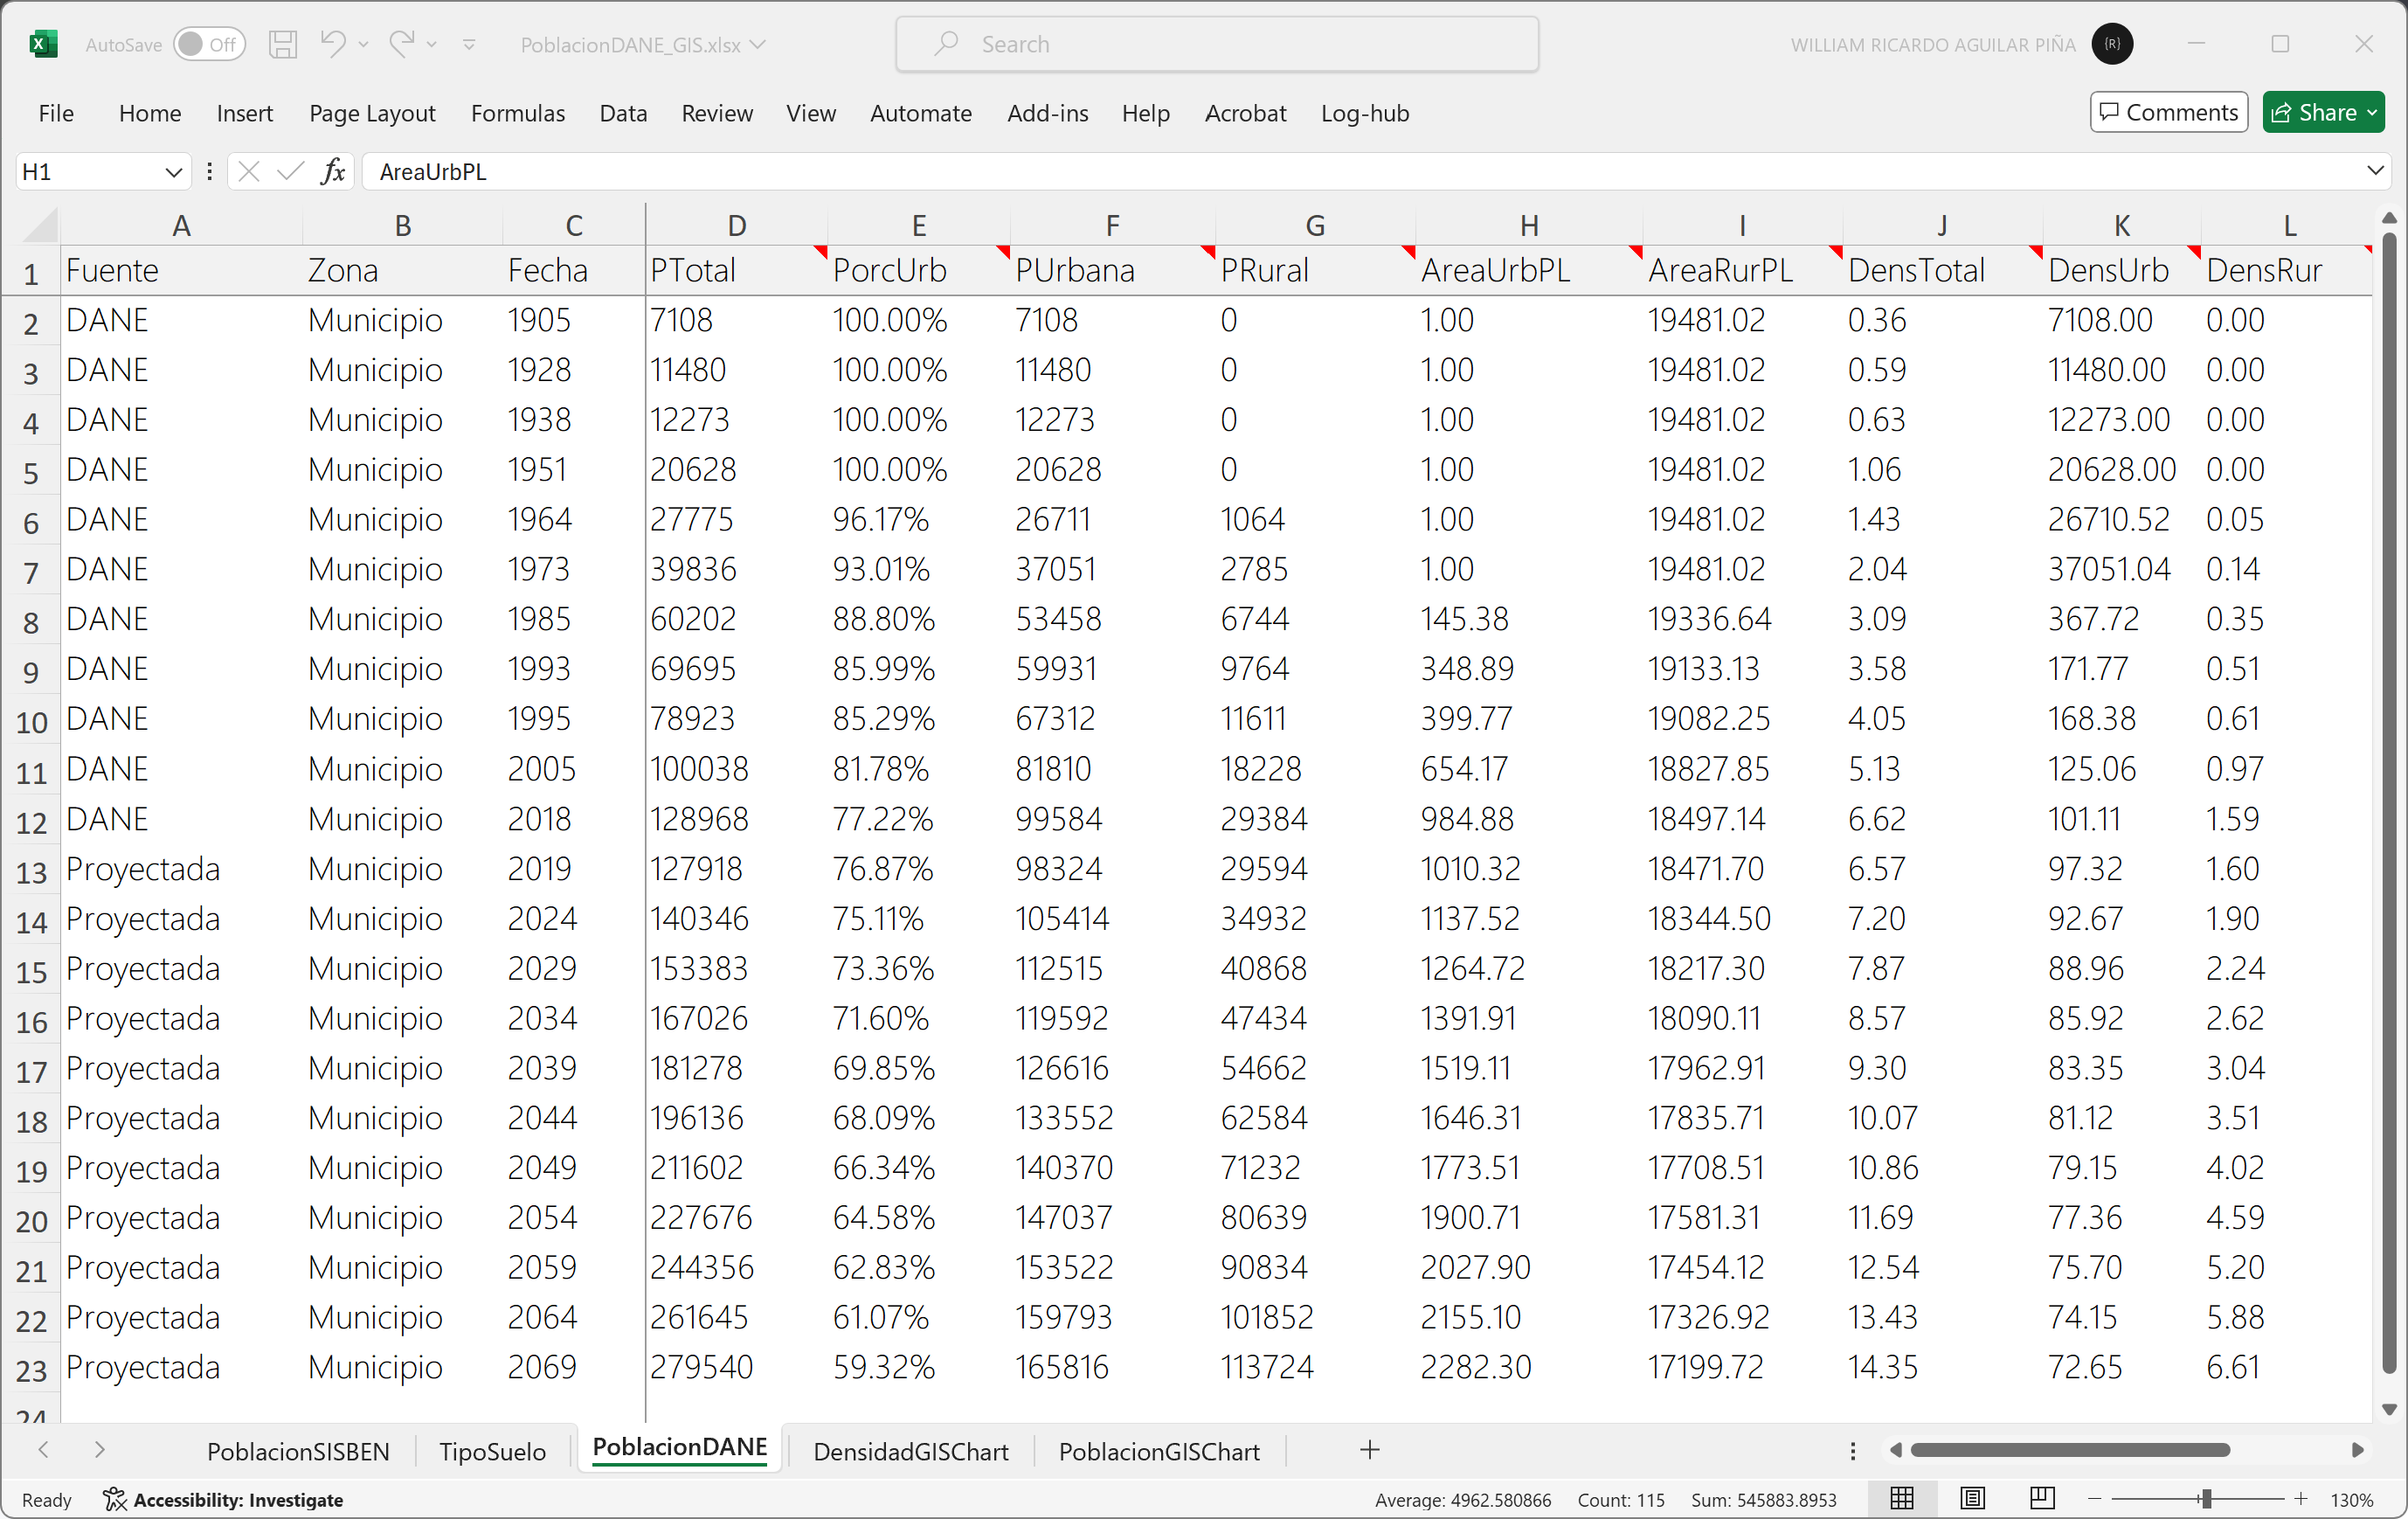 AutoSave Off PoblacionDANE_GIS.xlsx Search WILLIAM RICARDO AGUILAR PIÑA {R}
File Home Insert Page Layout Formulas Data Review View Automate Add-ins Help Acrobat Log-hub Comments Share
H1 fx AreaUrbPL
A B C D E F G H I J K L
1 Fuente Zona Fecha PTotal PorcUrb PUrbana PRural AreaUrbPL AreaRurPL DensTotal DensUrb DensRur
2 DANE Municipio 1905 7108 100.00% 7108 0 1.00 19481.02 0.36 7108.00 0.00
3 DANE Municipio 1928 11480 100.00% 11480 0 1.00 19481.02 0.59 11480.00 0.00
4 DANE Municipio 1938 12273 100.00% 12273 0 1.00 19481.02 0.63 12273.00 0.00
5 DANE Municipio 1951 20628 100.00% 20628 0 1.00 19481.02 1.06 20628.00 0.00
6 DANE Municipio 1964 27775 96.17% 26711 1064 1.00 19481.02 1.43 26710.52 0.05
7 DANE Municipio 1973 39836 93.01% 37051 2785 1.00 19481.02 2.04 37051.04 0.14
8 DANE Municipio 1985 60202 88.80% 53458 6744 145.38 19336.64 3.09 367.72 0.35
9 DANE Municipio 1993 69695 85.99% 59931 9764 348.89 19133.13 3.58 171.77 0.51
10 DANE Municipio 1995 78923 85.29% 67312 11611 399.77 19082.25 4.05 168.38 0.61
11 DANE Municipio 2005 100038 81.78% 81810 18228 654.17 18827.85 5.13 125.06 0.97
12 DANE Municipio 2018 128968 77.22% 99584 29384 984.88 18497.14 6.62 101.11 1.59
13 Proyectada Municipio 2019 127918 76.87% 98324 29594 1010.32 18471.70 6.57 97.32 1.60
14 Proyectada Municipio 2024 140346 75.11% 105414 34932 1137.52 18344.50 7.20 92.67 1.90
15 Proyectada Municipio 2029 153383 73.36% 112515 40868 1264.72 18217.30 7.87 88.96 2.24
16 Proyectada Municipio 2034 167026 71.60% 119592 47434 1391.91 18090.11 8.57 85.92 2.62
17 Proyectada Municipio 2039 181278 69.85% 126616 54662 1519.11 17962.91 9.30 83.35 3.04
18 Proyectada Municipio 2044 196136 68.09% 133552 62584 1646.31 17835.71 10.07 81.12 3.51
19 Proyectada Municipio 2049 211602 66.34% 140370 71232 1773.51 17708.51 10.86 79.15 4.02
20 Proyectada Municipio 2054 227676 64.58% 147037 80639 1900.71 17581.31 11.69 77.36 4.59
21 Proyectada Municipio 2059 244356 62.83% 153522 90834 2027.90 17454.12 12.54 75.70 5.20
22 Proyectada Municipio 2064 261645 61.07% 159793 101852 2155.10 17326.92 13.43 74.15 5.88
23 Proyectada Municipio 2069 279540 59.32% 165816 113724 2282.30 17199.72 14.35 72.65 6.61
24
PoblacionSISBEN TipoSuelo PoblacionDANE DensidadGISChart PoblacionGISChart
Ready Accessibility: Investigate Average: 4962.580866 Count: 115 Sum: 545883.8953 130%